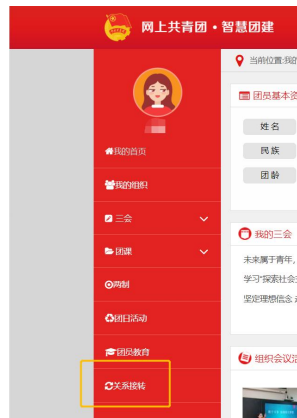 网上共青团·智慧团建
当前位置:我的
团员基本资
姓名
民族
团龄
我的首页
我的组织
三会
团课
两制
团日活动
团员教育
关系接转
我的三会
未来属于青年,
学习“探索社会主
坚定理想信念 走
组织会议活